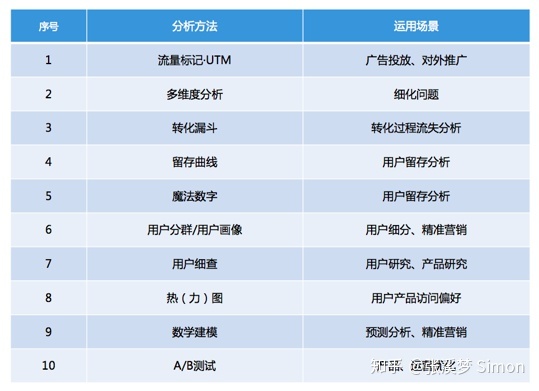 序号 分析方法 运用场景
1 流量标记·UTM 广告投放、对外推广
2 多维度分析 细化问题
3 转化漏斗 转化过程流失分析
4 留存曲线 用户留存分析
5 魔法数字 用户留存分析
6 用户分群/用户画像 用户细分、精准营销
7 用户细查 用户研究、产品研究
8 热（力）图 用户产品访问偏好
9 数学建模 预测分析、精准营销
10 A/B测试
知乎 @张溪梦 Simon